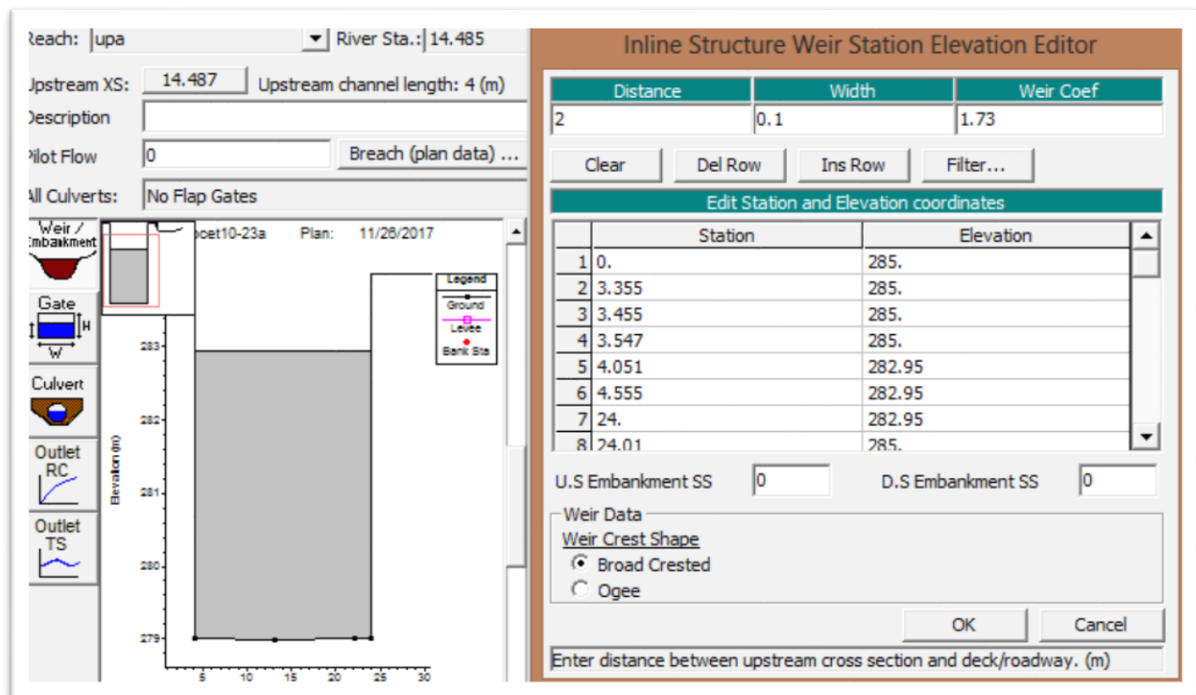 Reach: upa River Sta.: 14.485
Upstream XS: 14.487 Upstream channel length: 4 (m)
Description
Pilot Flow 0 Breach (plan data) ...
All Culverts: No Flap Gates
Weir /
Embankment
Gate
H
W
Culvert
Outlet
RC
Outlet
TS
ocet10-23a Plan: 11/26/2017
Legend
Ground
Levee
Bank Sta
Elevation (m)
283
282
281
280
279
5 10 15 20 25 30
Inline Structure Weir Station Elevation Editor
Distance Width Weir Coef
2 0.1 1.73
Clear Del Row Ins Row Filter...
Edit Station and Elevation coordinates
Station Elevation
1 0. 285.
2 3.355 285.
3 3.455 285.
4 3.547 285.
5 4.051 282.95
6 4.555 282.95
7 24. 282.95
8 24.01 285.
U.S Embankment SS 0 D.S Embankment SS 0
Weir Data
Weir Crest Shape
Broad Crested
Ogee
OK Cancel
Enter distance between upstream cross section and deck/roadway. (m)